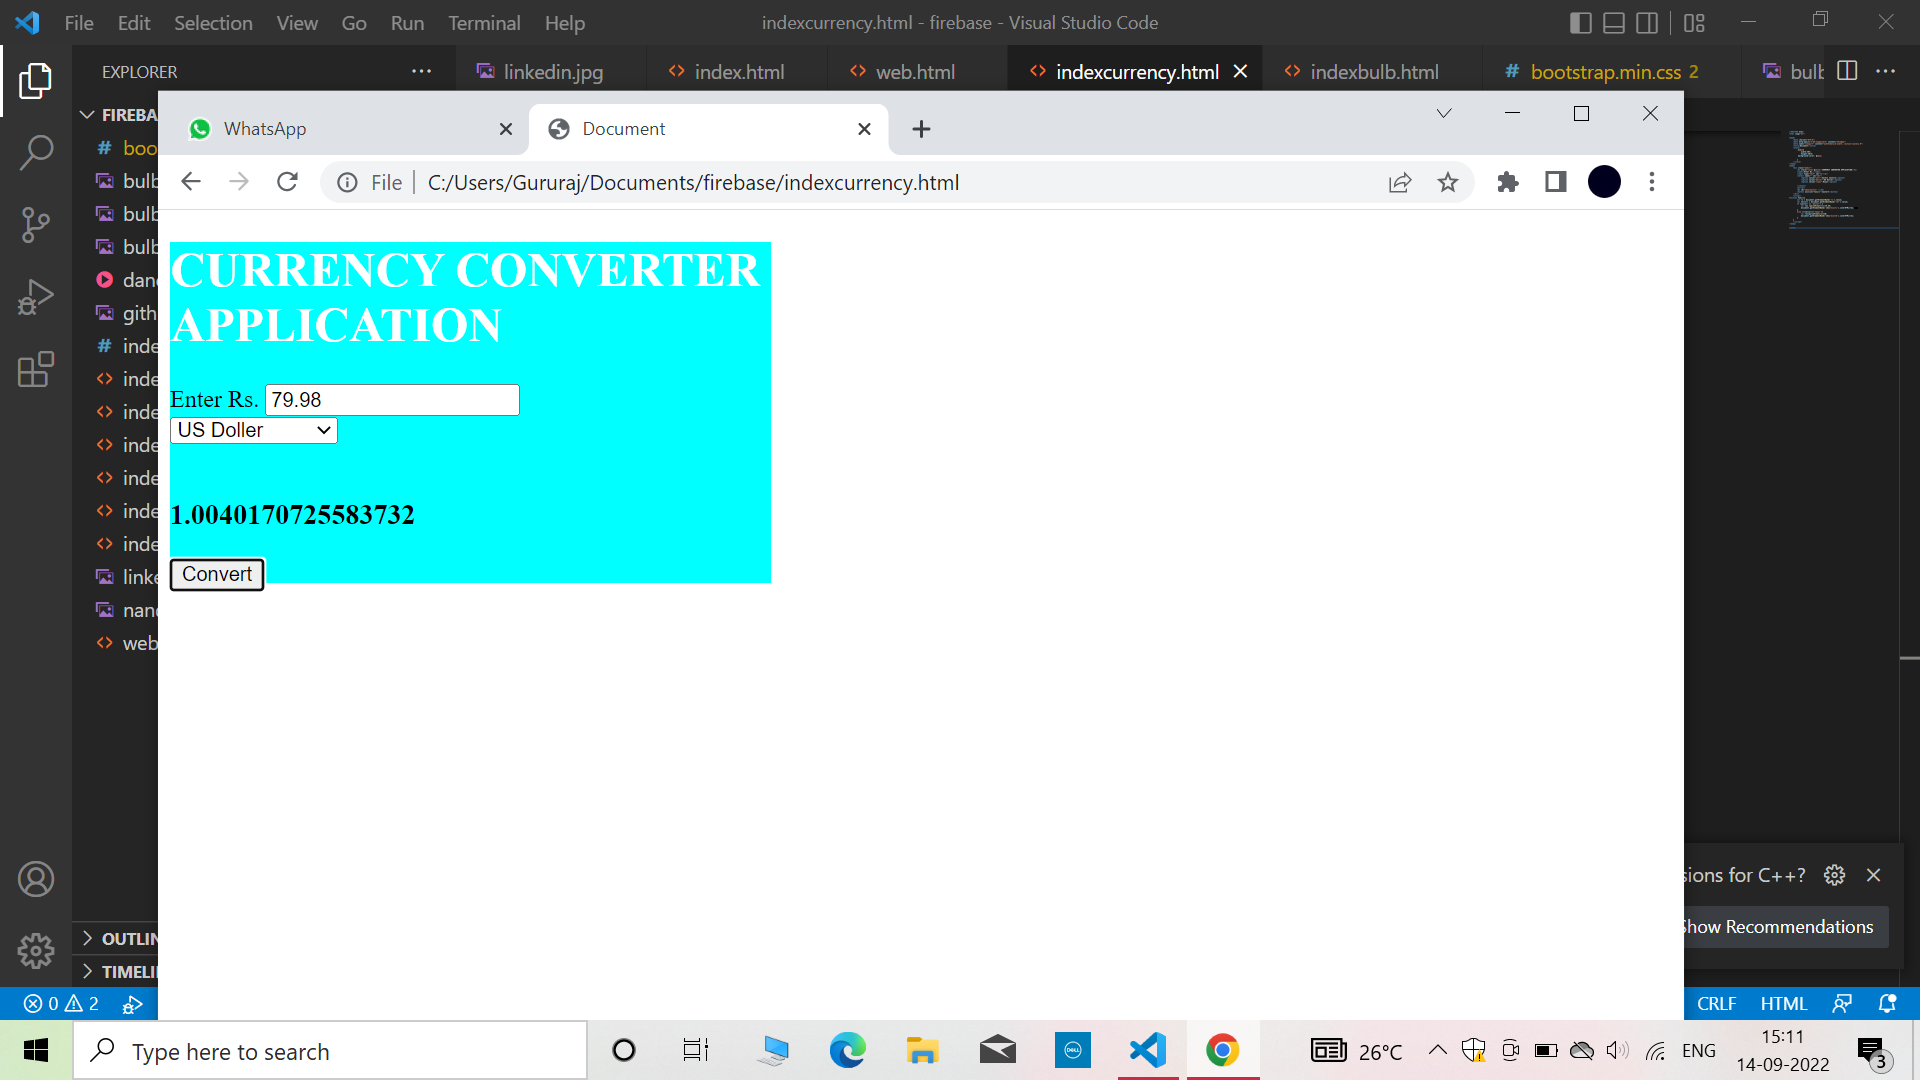 File Edit Selection View Go Run Terminal Help
indexcurrency.html - firebase - Visual Studio Code
EXPLORER
linkedin.jpg
index.html
web.html
indexcurrency.html
indexbulb.html
# bootstrap.min.css 2
bulb
FIREBA
# boo
bulb
bulb
bulb
danc
gith
# inde
inde
inde
inde
inde
inde
inde
linke
nanc
web
OUTLIN
TIMELI
WhatsApp
Document
File
C:/Users/Gururaj/Documents/firebase/indexcurrency.html
CURRENCY CONVERTER
APPLICATION
Enter Rs. 79.98
US Doller
1.0040170725583732
Convert
sions for C++?
Show Recommendations
0 2
CRLF HTML
Type here to search
DELL
26°C
ENG
15:11
14-09-2022
3